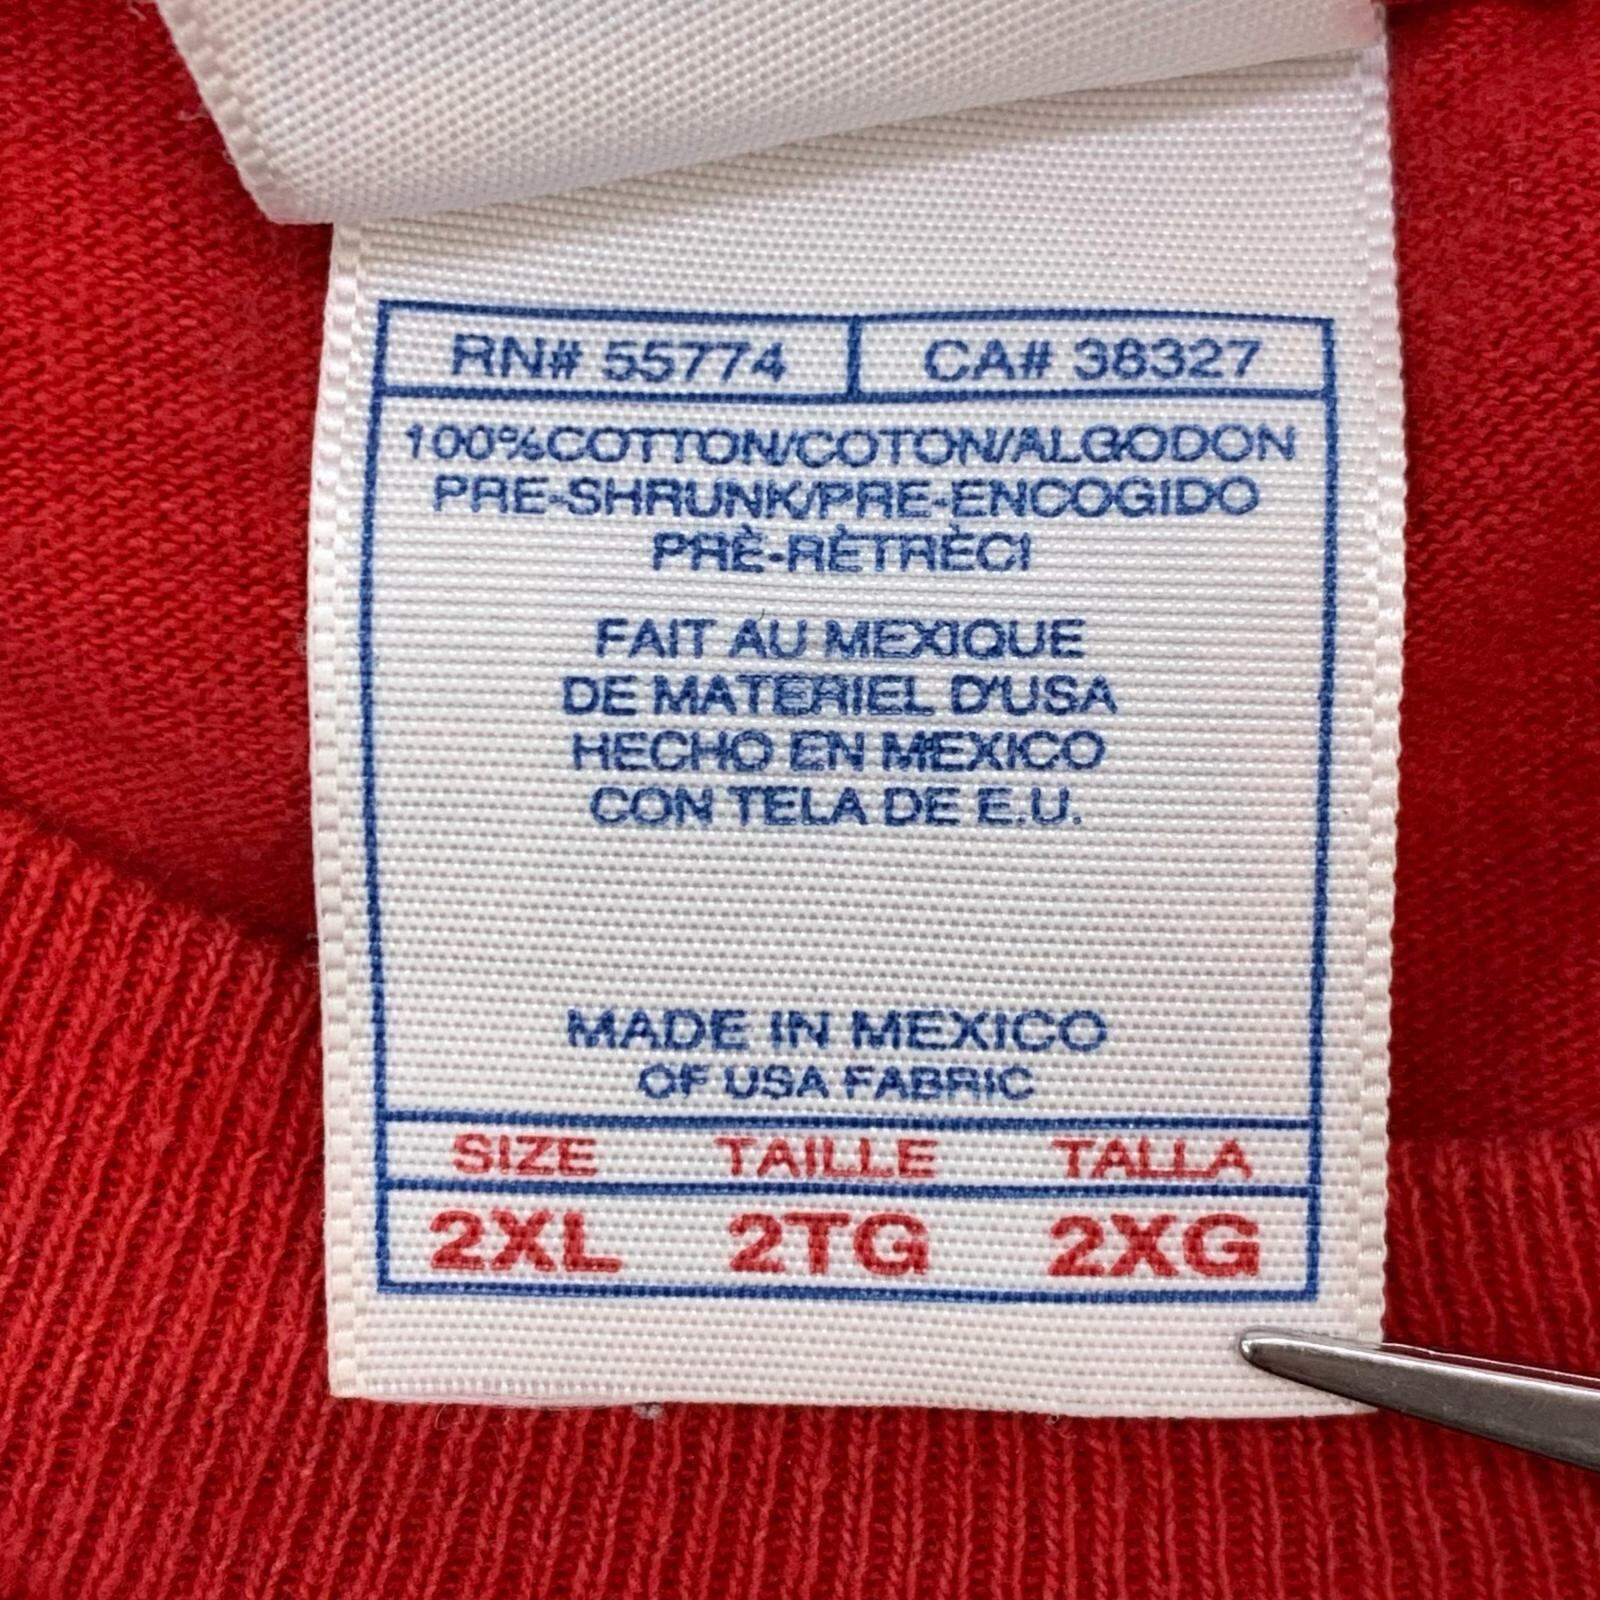 RN# 55774 CA# 38327
100%COTTON/COTON/ALGODON
PRE-SHRUNK/PRE-ENCOGIDO
PRÈ-RÈTRÈCI
FAIT AU MEXIQUE
DE MATERIEL D'USA
HECHO EN MEXICO
CON TELA DE E.U.
MADE IN MEXICO
OF USA FABRIC
SIZE TAILLE TALLA
2XL 2TG 2XG